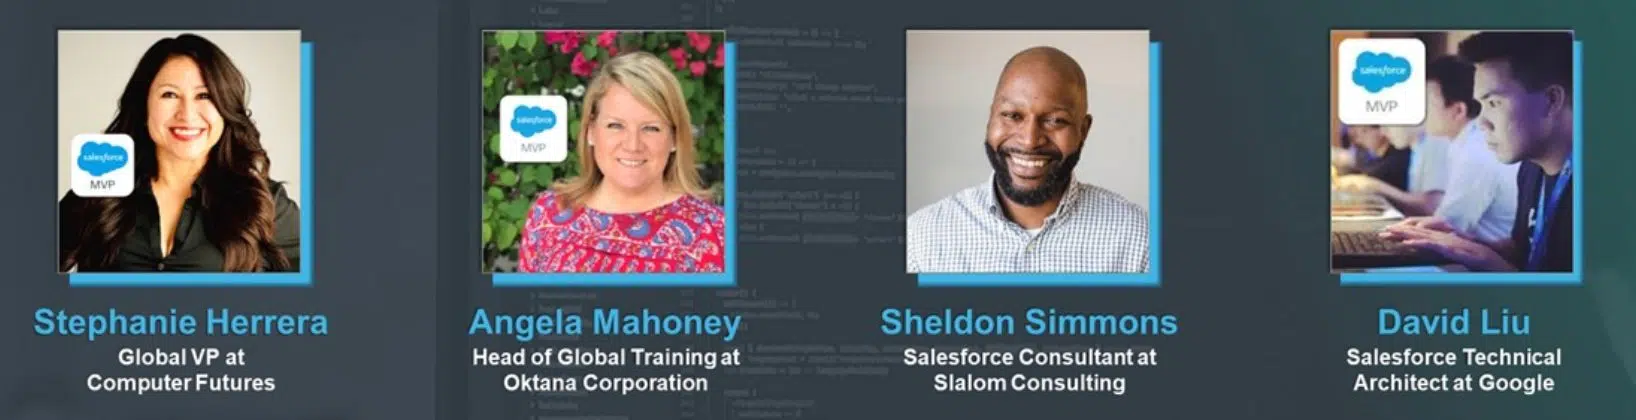 salesforce
MVP
Stephanie Herrera
Global VP at
Computer Futures
salesforce
MVP
Angela Mahoney
Head of Global Training at
Oktana Corporation
Sheldon Simmons
Salesforce Consultant at
Slalom Consulting
salesforce
MVP
David Liu
Salesforce Technical
Architect at Google